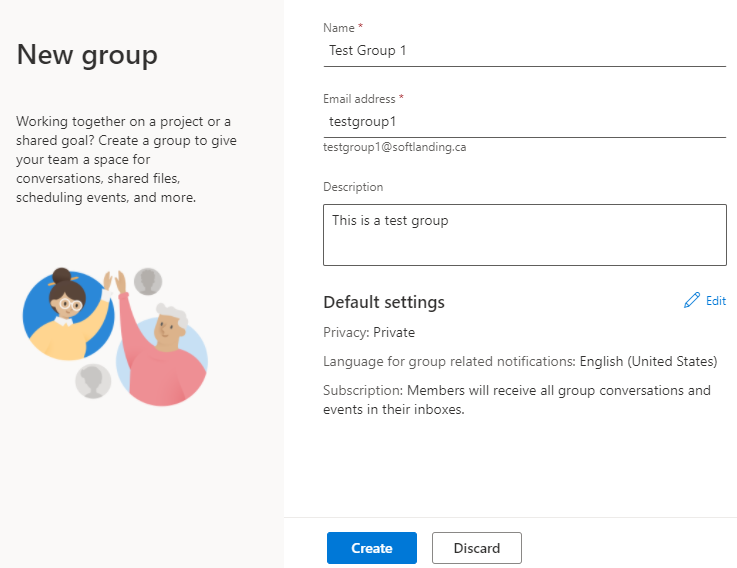 New group
Working together on a project or a
shared goal? Create a group to give
your team a space for
conversations, shared files,
scheduling events, and more.
Name *
Test Group 1
Email address *
testgroup1
testgroup1@softlanding.ca
Description
This is a test group
Default settings
Edit
Privacy: Private
Language for group related notifications: English (United States)
Subscription: Members will receive all group conversations and
events in their inboxes.
Create
Discard